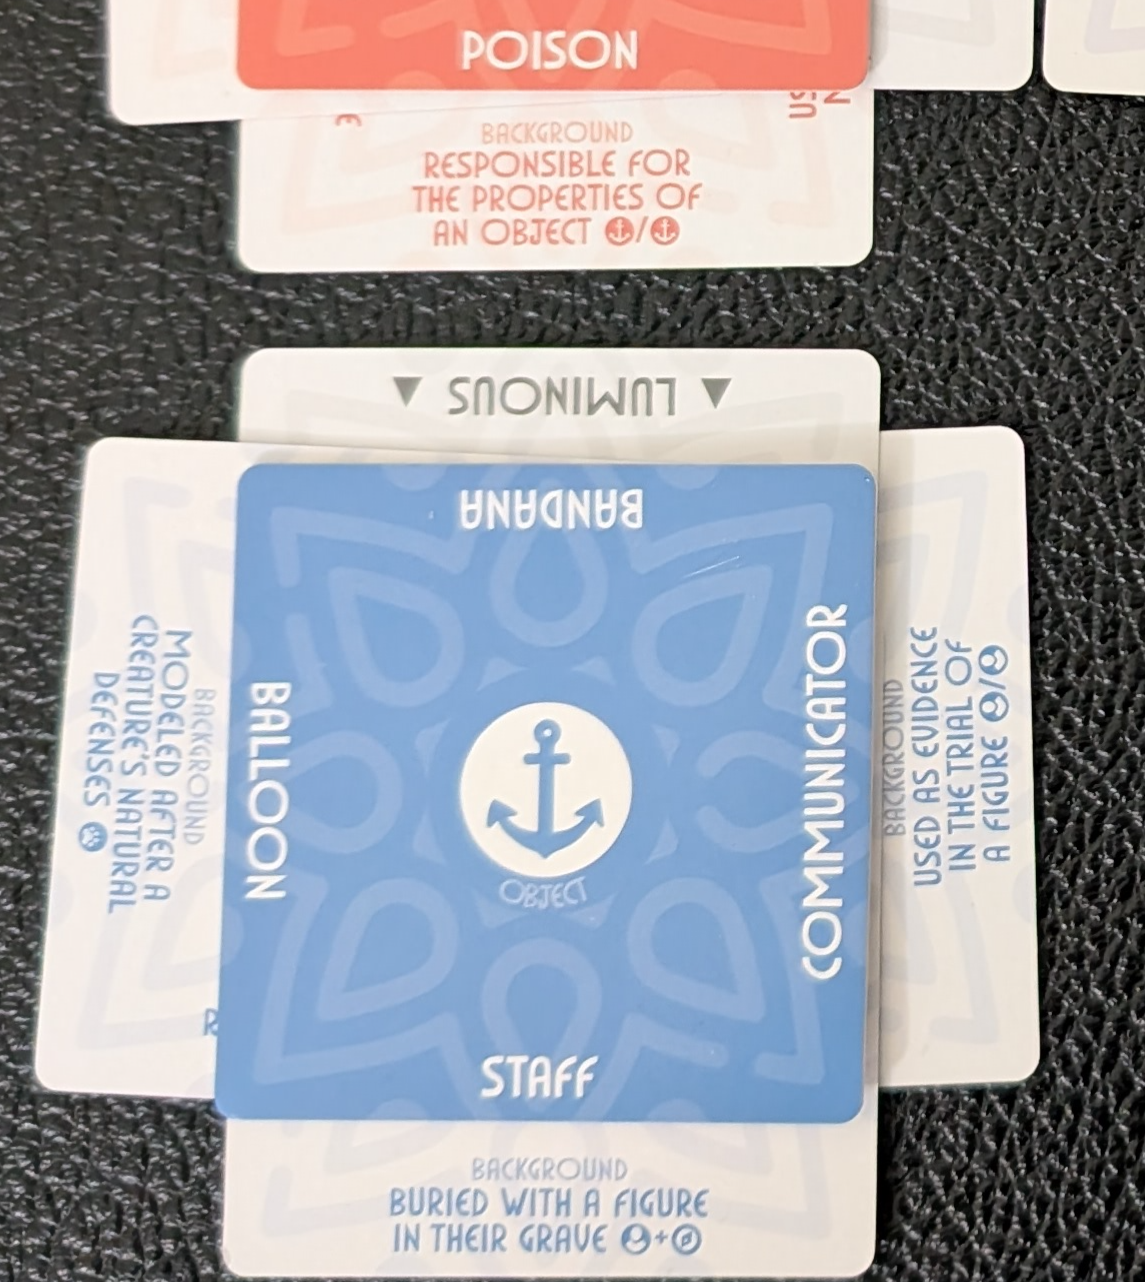 POISON
BACKGROUND
RESPONSIBLE FOR
THE PROPERTIES OF
AN OBJECT
LUMINOUS
BANDANA
BACKGROUND
MODELED AFTER A
CREATURE'S NATURAL
DEFENSES
BALLOON
OBJECT
COMMUNICATOR
BACKGROUND
USED AS EVIDENCE
IN THE TRIAL OF
A FIGURE
STAFF
BACKGROUND
BURIED WITH A FIGURE
IN THEIR GRAVE